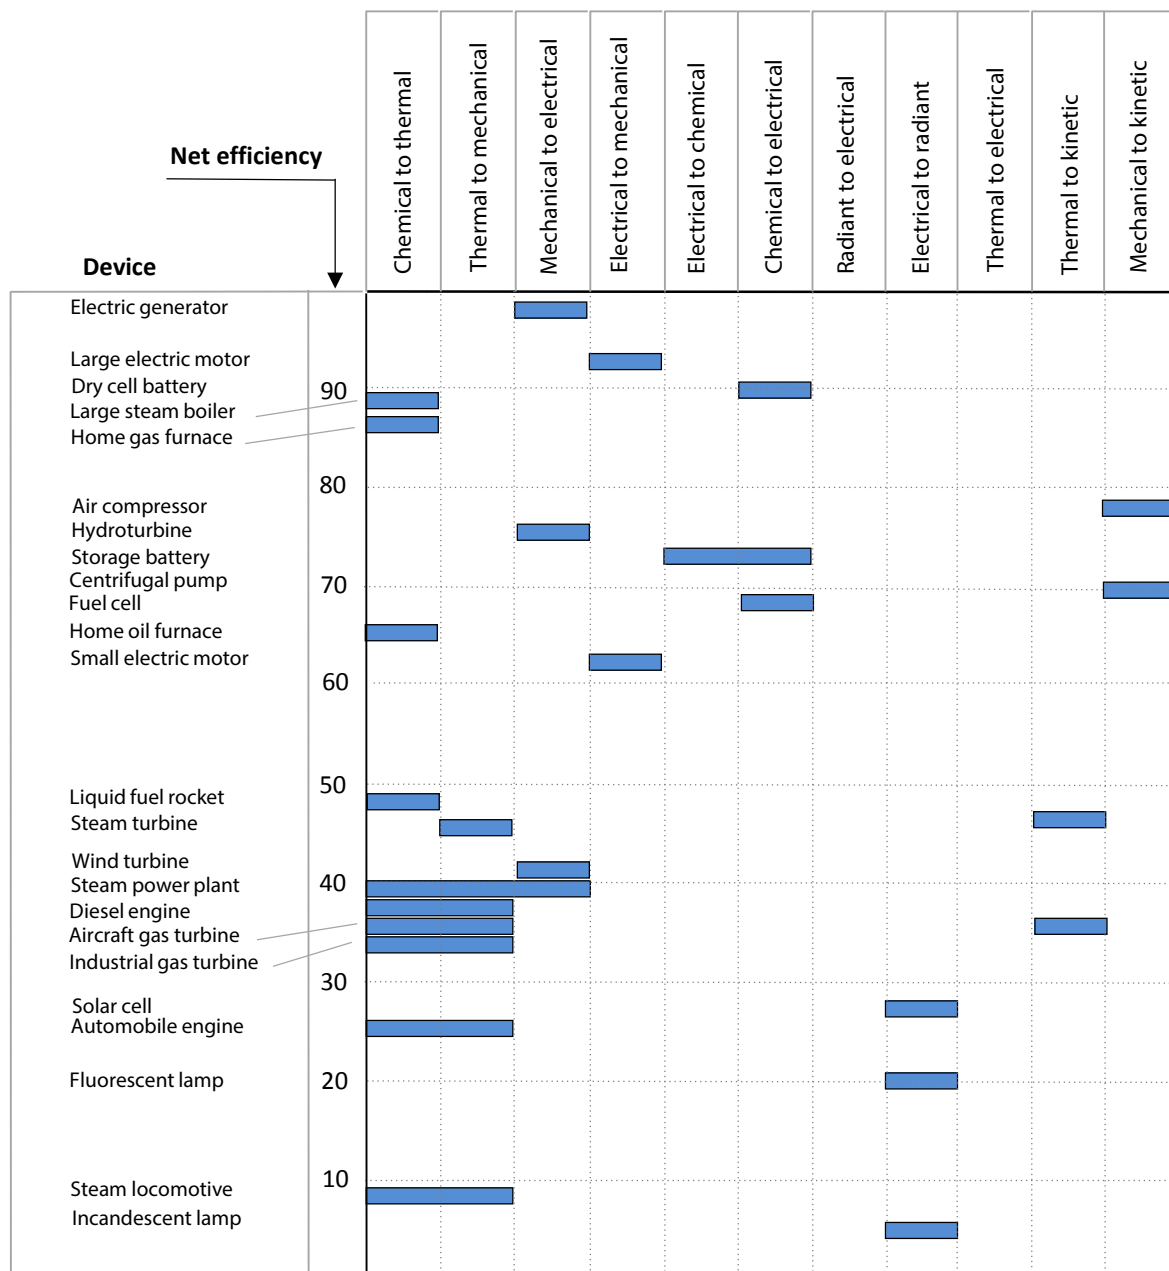 Chemical to thermal
Thermal to mechanical
Mechanical to electrical
Electrical to mechanical
Electrical to chemical
Chemical to electrical
Radiant to electrical
Electrical to radiant
Thermal to electrical
Thermal to kinetic
Mechanical to kinetic
Net efficiency
Device
Electric generator
Large electric motor
Dry cell battery
90
Large steam boiler
Home gas furnace
80
Air compressor
Hydroturbine
Storage battery
Centrifugal pump
70
Fuel cell
Home oil furnace
Small electric motor
60
50
Liquid fuel rocket
Steam turbine
Wind turbine
Steam power plant
40
Diesel engine
Aircraft gas turbine
Industrial gas turbine
30
Solar cell
Automobile engine
Fluorescent lamp
20
10
Steam locomotive
Incandescent lamp